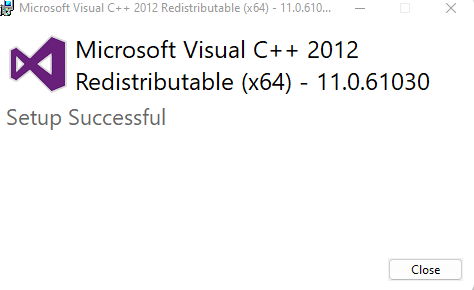 Microsoft Visual C++ 2012 Redistributable (x64) - 11.0.610...
Microsoft Visual C++ 2012
Redistributable (x64) - 11.0.61030
Setup Successful
Close